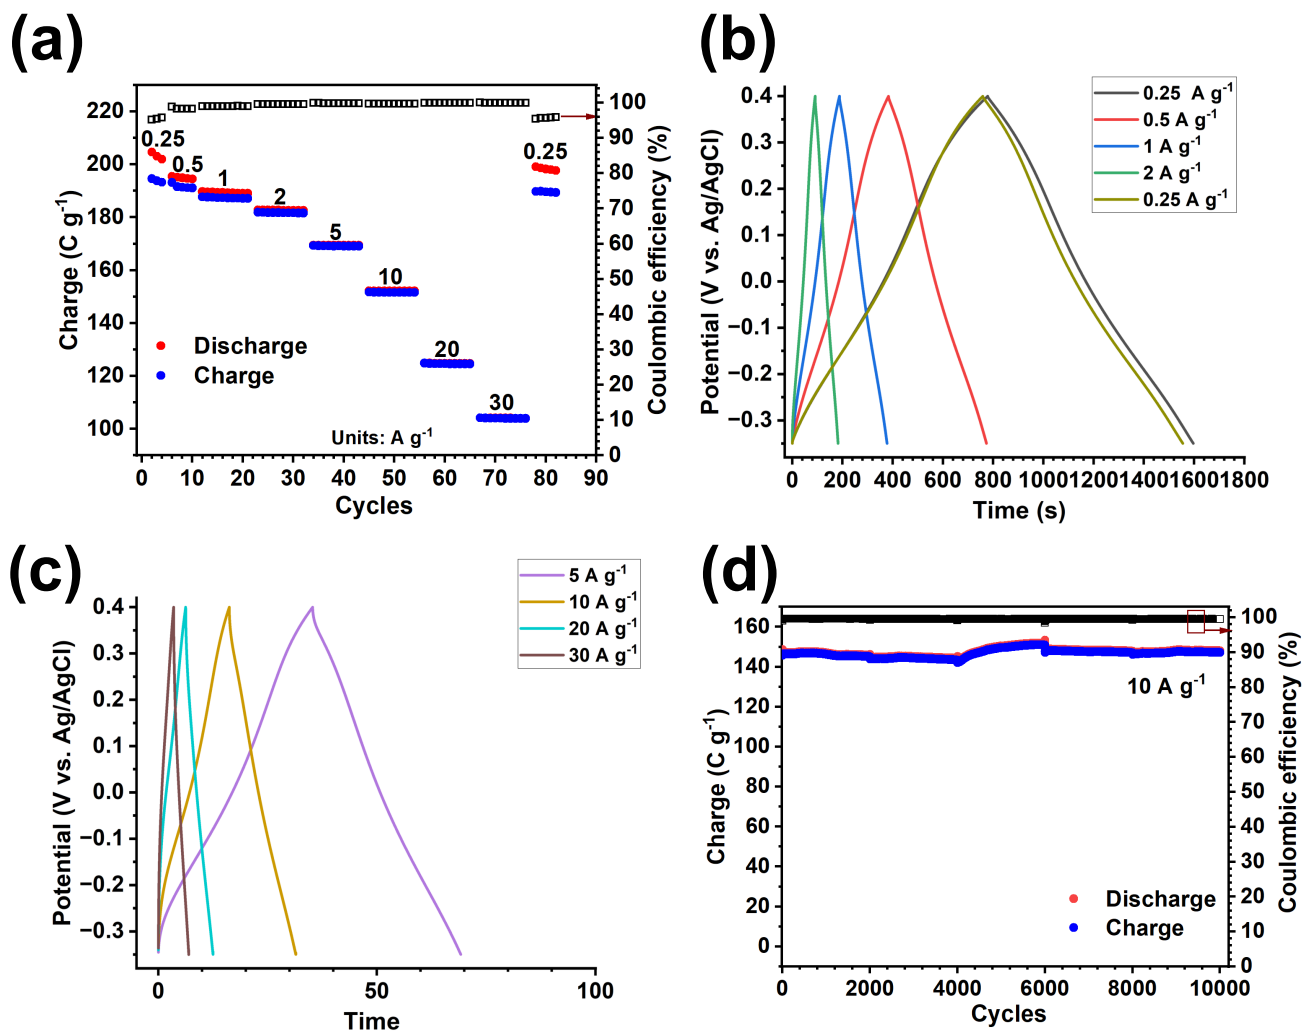 (a)
220
200
180
160
140
120
100
Charge (C g⁻¹)
0.25
0.5
1
2
5
10
20
30
0.25
Discharge
Charge
Units: A g⁻¹
0 10 20 30 40 50 60 70 80 90
Cycles
100
90
80
70
60
50
40
30
20
10
0
Coulombic efficiency (%)
(b)
0.4
0.3
0.2
0.1
0.0
−0.1
−0.2
−0.3
Potential (V vs. Ag/AgCl)
0.25 A g⁻¹
0.5 A g⁻¹
1 A g⁻¹
2 A g⁻¹
0.25 A g⁻¹
0 200 400 600 800 1000 1200 1400 1600 1800
Time (s)
(c)
0.4
0.3
0.2
0.1
0.0
−0.1
−0.2
−0.3
Potential (V vs. Ag/AgCl)
5 A g⁻¹
10 A g⁻¹
20 A g⁻¹
30 A g⁻¹
0 50 100
Time
(d)
160
140
120
100
80
60
40
20
0
Charge (C g⁻¹)
10 A g⁻¹
Discharge
Charge
0 2000 4000 6000 8000 10000
Cycles
100
90
80
70
60
50
40
30
20
10
0
Coulombic efficiency (%)